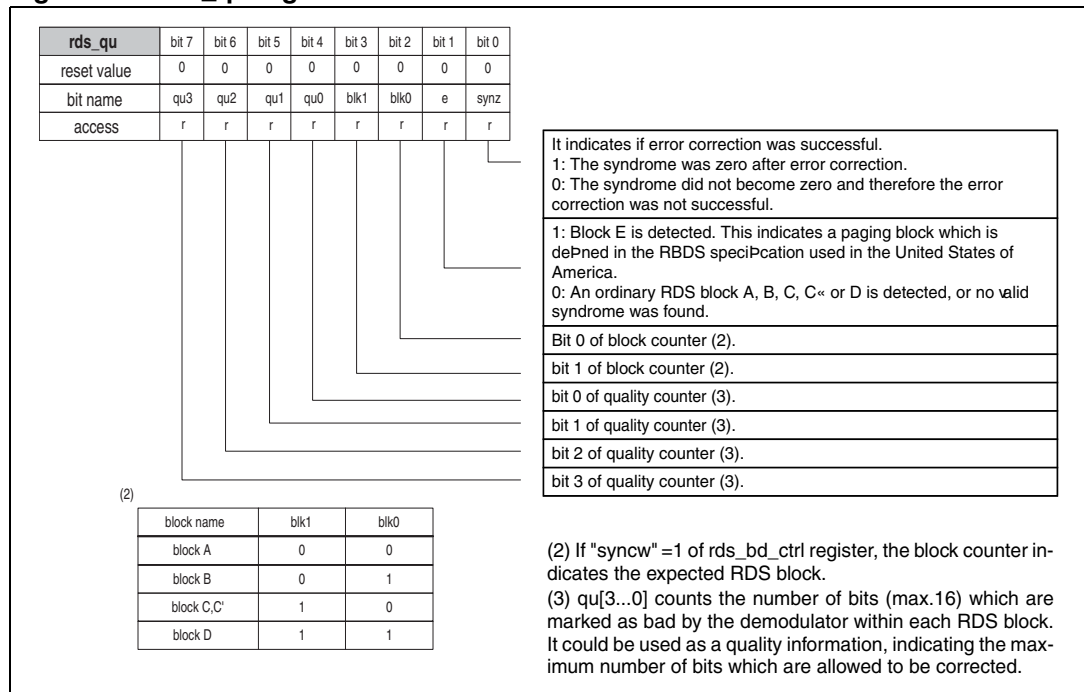 rds_qu bit 7 bit 6 bit 5 bit 4 bit 3 bit 2 bit 1 bit 0
reset value 0 0 0 0 0 0 0 0
bit name qu3 qu2 qu1 qu0 blk1 blk0 e synz
access r r r r r r r r
It indicates if error correction was successful.
1: The syndrome was zero after error correction.
0: The syndrome did not become zero and therefore the error
correction was not successful.
1: Block E is detected. This indicates a paging block which is
deÞned in the RBDS speciÞcation used in the United States of
America.
0: An ordinary RDS block A, B, C, C« or D is detected, or no valid
syndrome was found.
Bit 0 of block counter (2).
bit 1 of block counter (2).
bit 0 of quality counter (3).
bit 1 of quality counter (3).
bit 2 of quality counter (3).
bit 3 of quality counter (3).
(2)
block name blk1 blk0
block A 0 0
block B 0 1
block C,C' 1 0
block D 1 1
(2) If "syncw" =1 of rds_bd_ctrl register, the block counter in-
dicates the expected RDS block.
(3) qu[3...0] counts the number of bits (max.16) which are
marked as bad by the demodulator within each RDS block.
It could be used as a quality information, indicating the max-
imum number of bits which are allowed to be corrected.